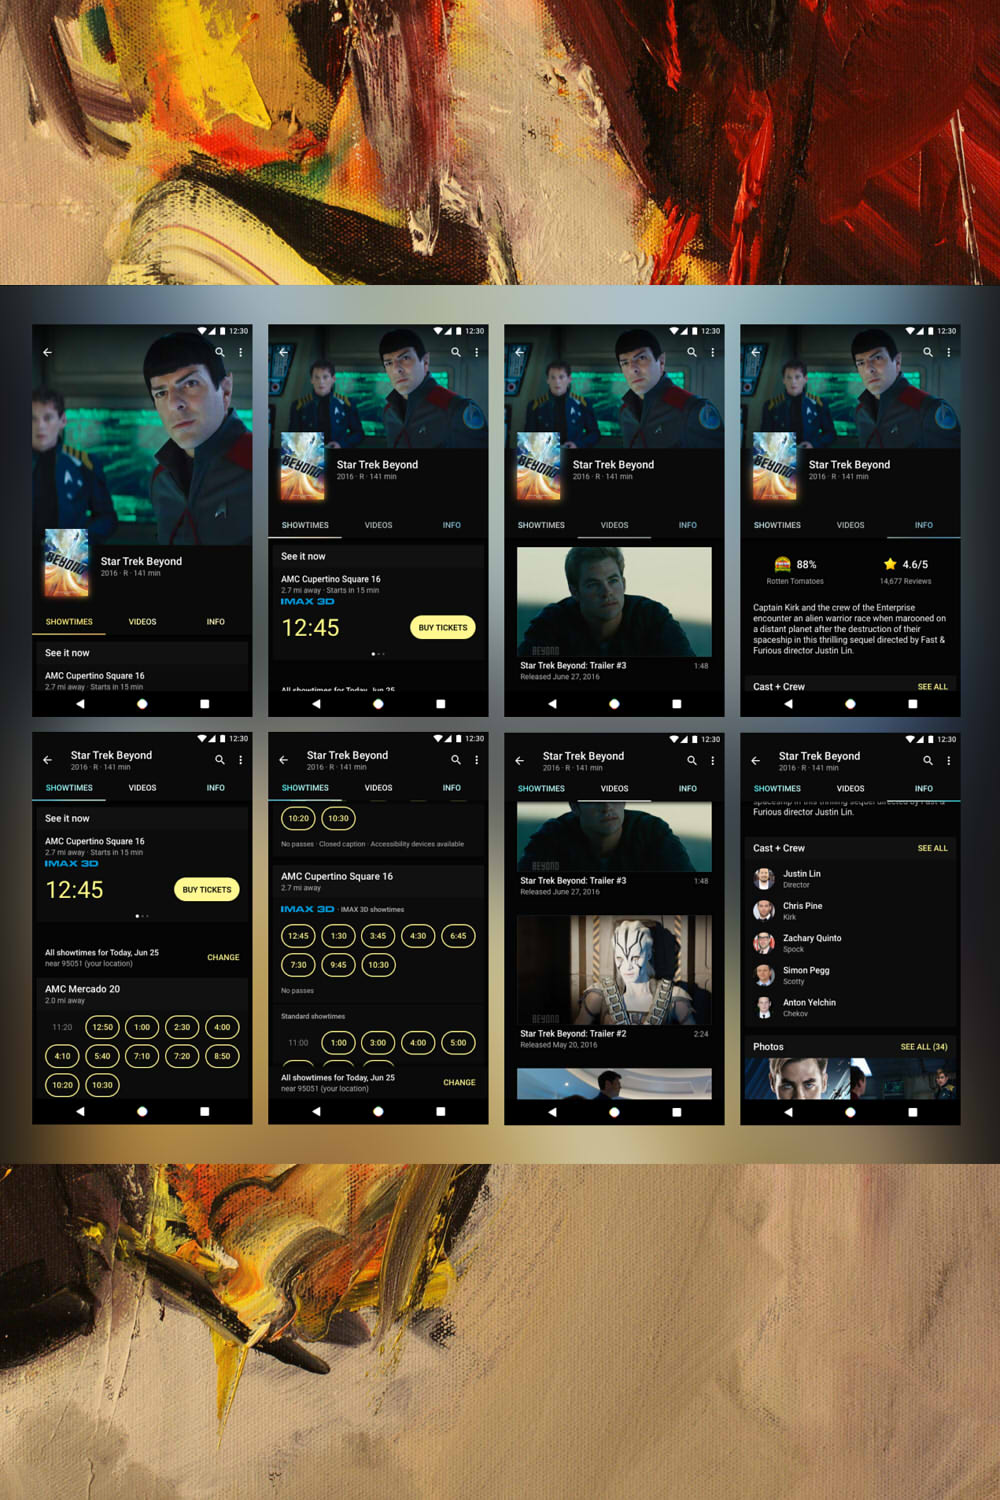 12:30
BEYOND
Star Trek Beyond
2016 · R · 141 min
SHOWTIMES VIDEOS INFO
See it now
AMC Cupertino Square 16
2.7 mi away · Starts in 15 min
12:30
BEYOND
Star Trek Beyond
2016 · R · 141 min
SHOWTIMES VIDEOS INFO
See it now
AMC Cupertino Square 16
2.7 mi away · Starts in 15 min
IMAX 3D
12:45 BUY TICKETS
All showtimes for Today, Jun 25
12:30
BEYOND
Star Trek Beyond
2016 · R · 141 min
SHOWTIMES VIDEOS INFO
BEYOND
Star Trek Beyond: Trailer #3 1:48
Released June 27, 2016
12:30
BEYOND
Star Trek Beyond
2016 · R · 141 min
SHOWTIMES VIDEOS INFO
88% 4.6/5
Rotten Tomatoes 14,677 Reviews
Captain Kirk and the crew of the Enterprise
encounter an alien warrior race when marooned on
a distant planet after the destruction of their
spaceship in this thrilling sequel directed by Fast &
Furious director Justin Lin.
Cast + Crew SEE ALL
12:30
Star Trek Beyond
2016 · R · 141 min
SHOWTIMES VIDEOS INFO
See it now
AMC Cupertino Square 16
2.7 mi away · Starts in 15 min
IMAX 3D
12:45 BUY TICKETS
All showtimes for Today, Jun 25
near 95051 (your location) CHANGE
AMC Mercado 20
2.0 mi away
11:20 12:50 1:00 2:30 4:00
4:10 5:40 7:10 7:20 8:50
10:20 10:30
12:30
Star Trek Beyond
2016 · R · 141 min
SHOWTIMES VIDEOS INFO
10:20 10:30
No passes · Closed caption · Accessibility devices available
AMC Cupertino Square 16
2.7 mi away
IMAX 3D · IMAX 3D showtimes
12:45 1:30 3:45 4:30 6:45
7:30 9:45 10:30
No passes
Standard showtimes
11:00 1:00 3:00 4:00 5:00
All showtimes for Today, Jun 25
near 95051 (your location) CHANGE
12:30
Star Trek Beyond
2016 · R · 141 min
SHOWTIMES VIDEOS INFO
BEYOND
Star Trek Beyond: Trailer #3 1:48
Released June 27, 2016
BEYOND
Star Trek Beyond: Trailer #2 2:24
Released May 20, 2016
12:30
Star Trek Beyond
2016 · R · 141 min
SHOWTIMES VIDEOS INFO
spaceship in this thrilling sequel directed by Fast &
Furious director Justin Lin.
Cast + Crew SEE ALL
Justin Lin
Director
Chris Pine
Kirk
Zachary Quinto
Spock
Simon Pegg
Scotty
Anton Yelchin
Chekov
Photos SEE ALL (34)